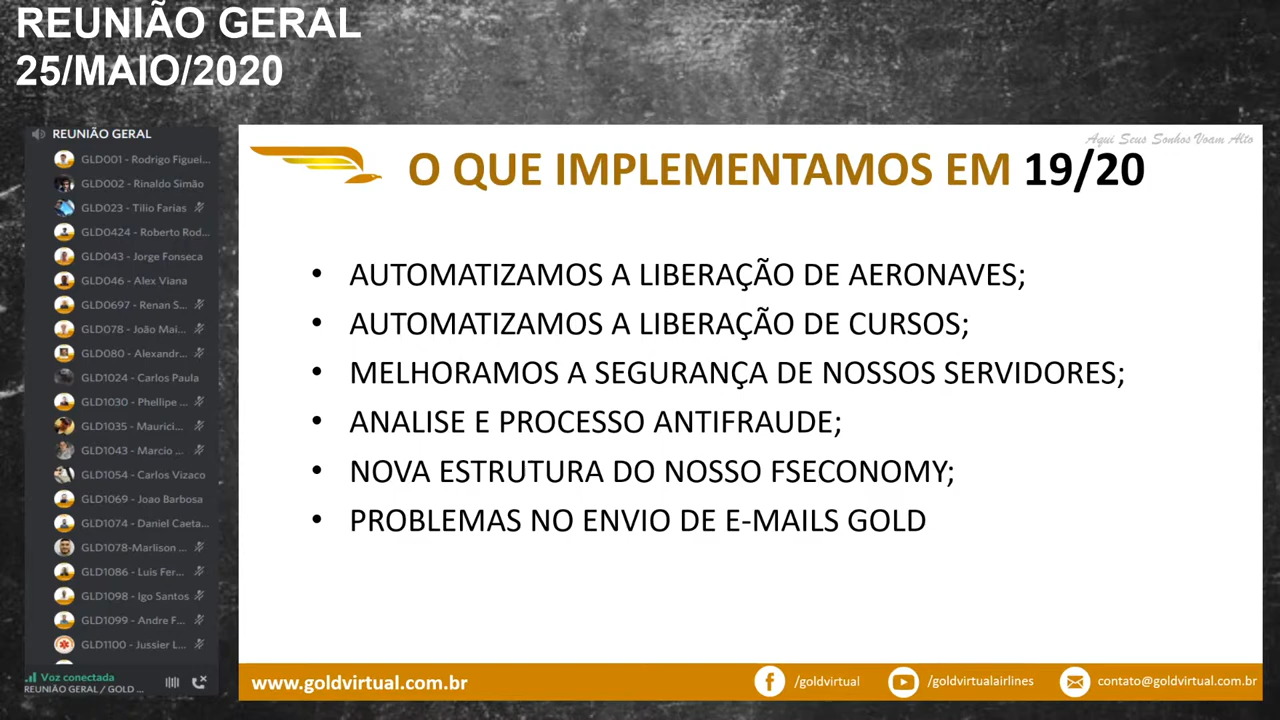 REUNIÃO GERAL
25/MAIO/2020
REUNIÃO GERAL
GLD001 - Rodrigo Figuei...
GLD002 - Rinaldo Simão
GLD023 - Tilio Farias
GLD0424 - Roberto Rod...
GLD043 - Jorge Fonseca
GLD046 - Alex Viana
GLD0697 - Renan S...
GLD078 - João Mai...
GLD080 - Alexandr...
GLD1024 - Carlos Paula
GLD1030 - Phellipe ...
GLD1035 - Maurici...
GLD1043 - Marcio ...
GLD1054 - Carlos Vizaco
GLD1069 - Joao Barbosa
GLD1074 - Daniel Caeta...
GLD1078-Marlison ...
GLD1086 - Luis Fer...
GLD1098 - Igo Santos
GLD1099 - Andre F...
GLD1100 - Jussier L...
Voz conectada
REUNIÃO GERAL / GOLD ...
Aqui Seus Sonhos Voam Alto
O QUE IMPLEMENTAMOS EM 19/20
• AUTOMATIZAMOS A LIBERAÇÃO DE AERONAVES;
• AUTOMATIZAMOS A LIBERAÇÃO DE CURSOS;
• MELHORAMOS A SEGURANÇA DE NOSSOS SERVIDORES;
• ANALISE E PROCESSO ANTIFRAUDE;
• NOVA ESTRUTURA DO NOSSO FSECONOMY;
• PROBLEMAS NO ENVIO DE E-MAILS GOLD
www.goldvirtual.com.br
/goldvirtual
/goldvirtualairlines
contato@goldvirtual.com.br